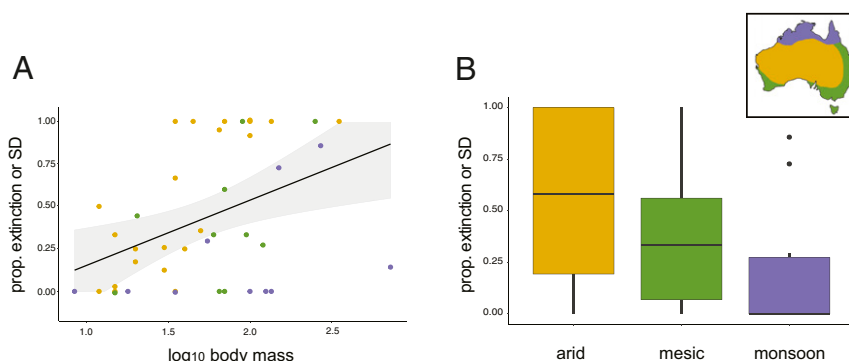 A
prop. extinction or SD
1.00
0.75
0.50
0.25
0.00
1.0 1.5 2.0 2.5
log10 body mass
B
prop. extinction or SD
1.00
0.75
0.50
0.25
0.00
arid mesic monsoon